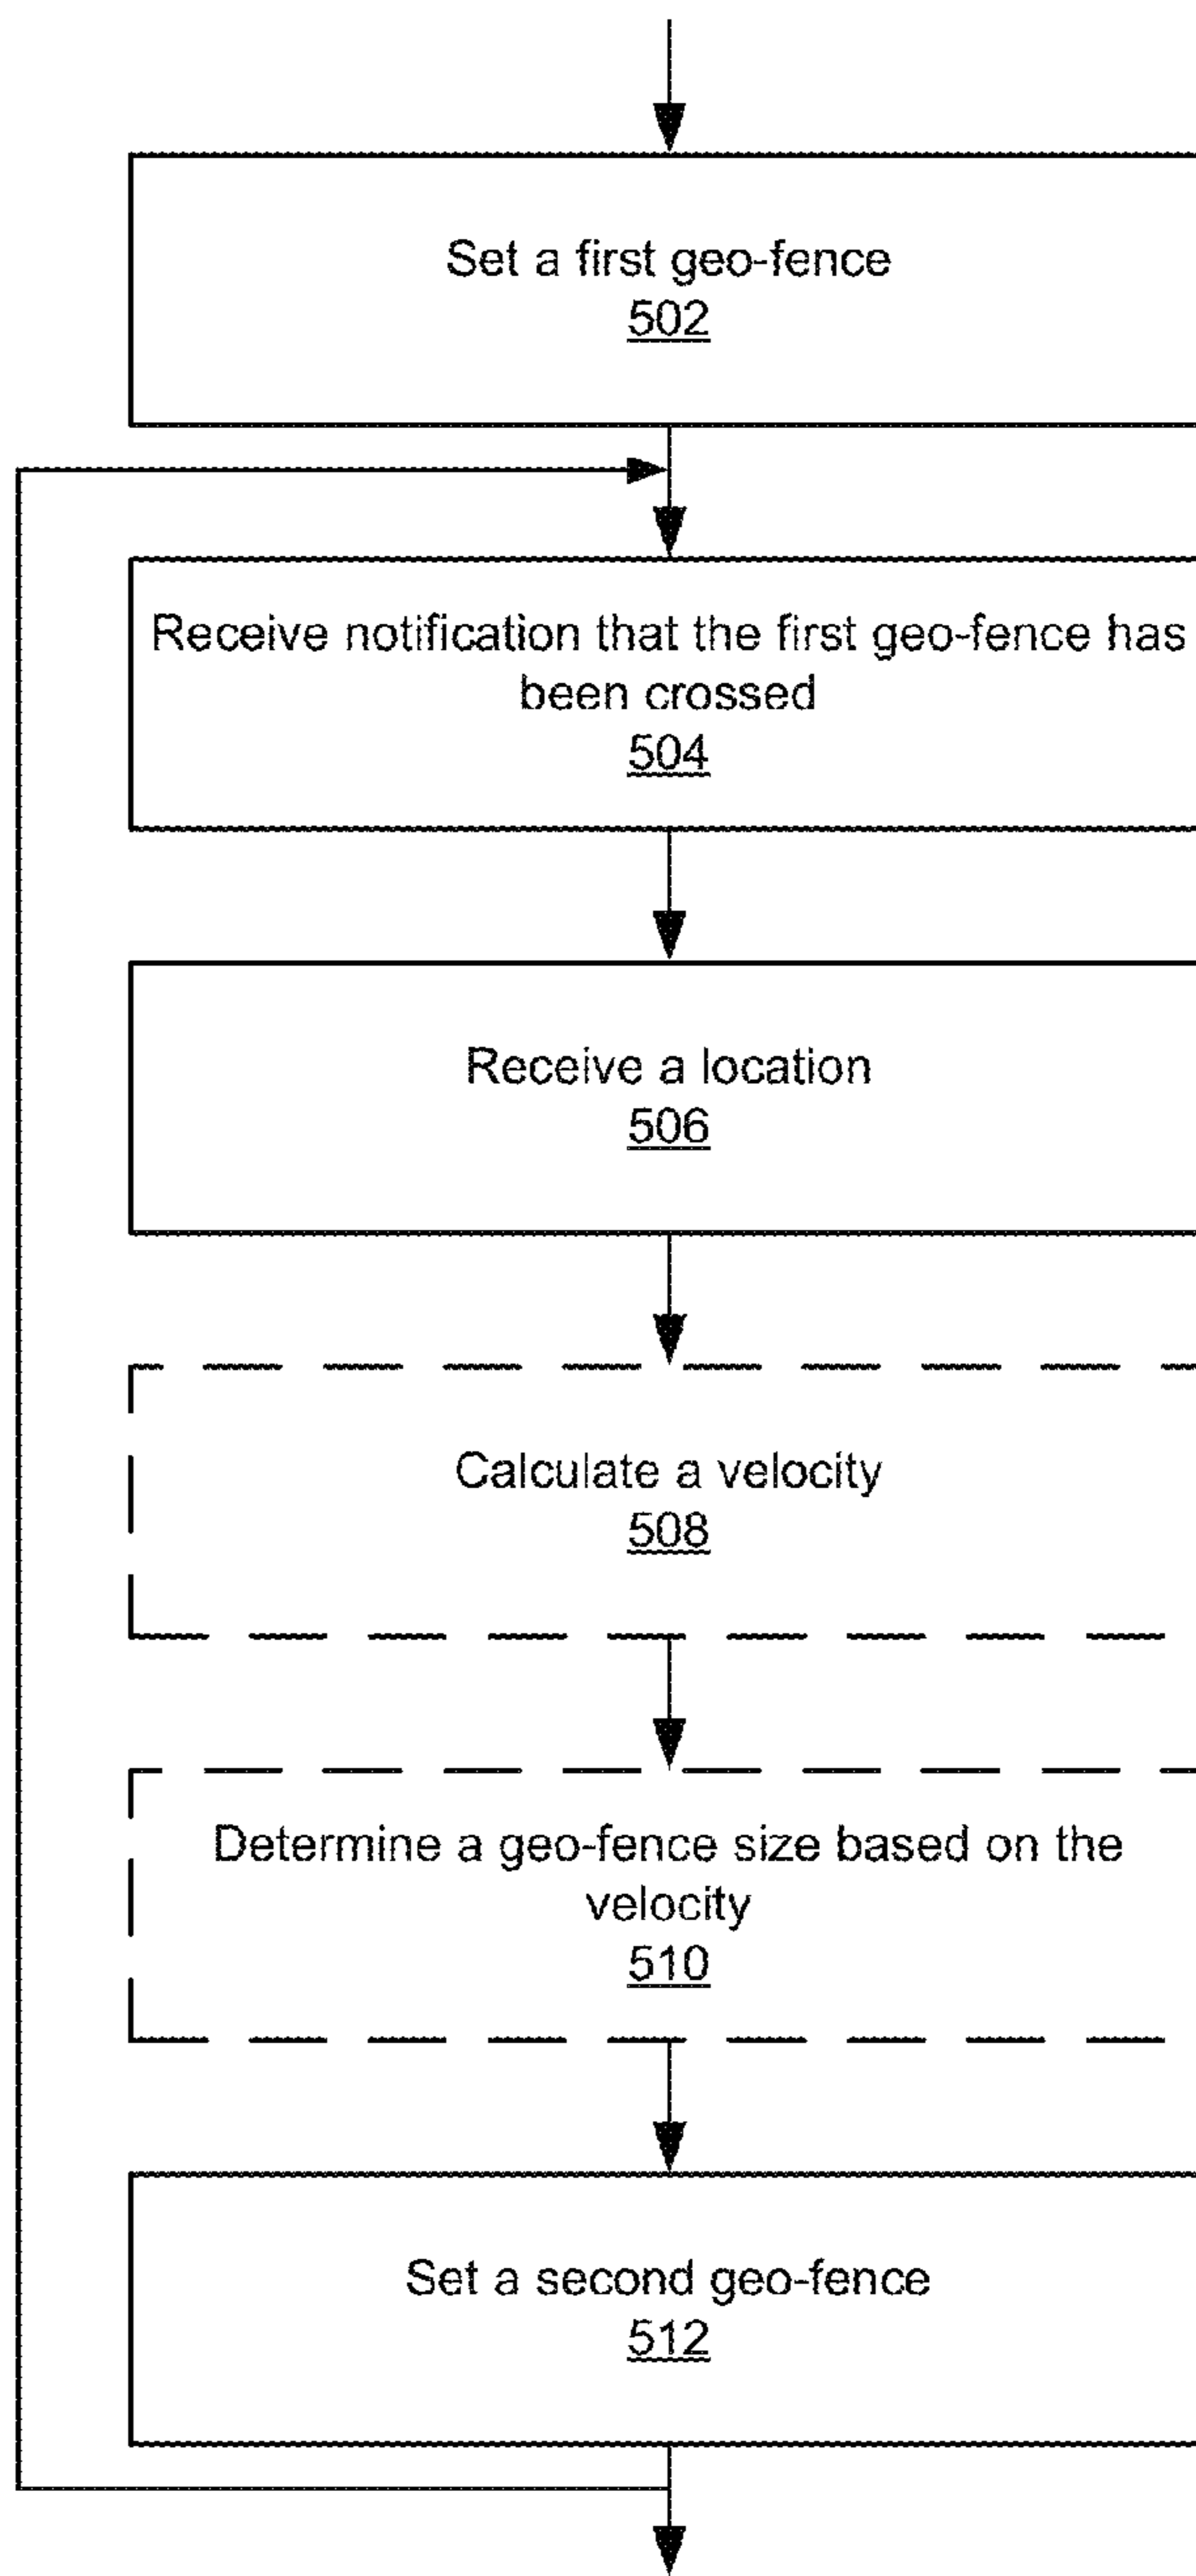 Set a first geo-fence
502
Receive notification that the first geo-fence has
been crossed
504
Receive a location
506
Calculate a velocity
508
Determine a geo-fence size based on the
velocity
510
Set a second geo-fence
512